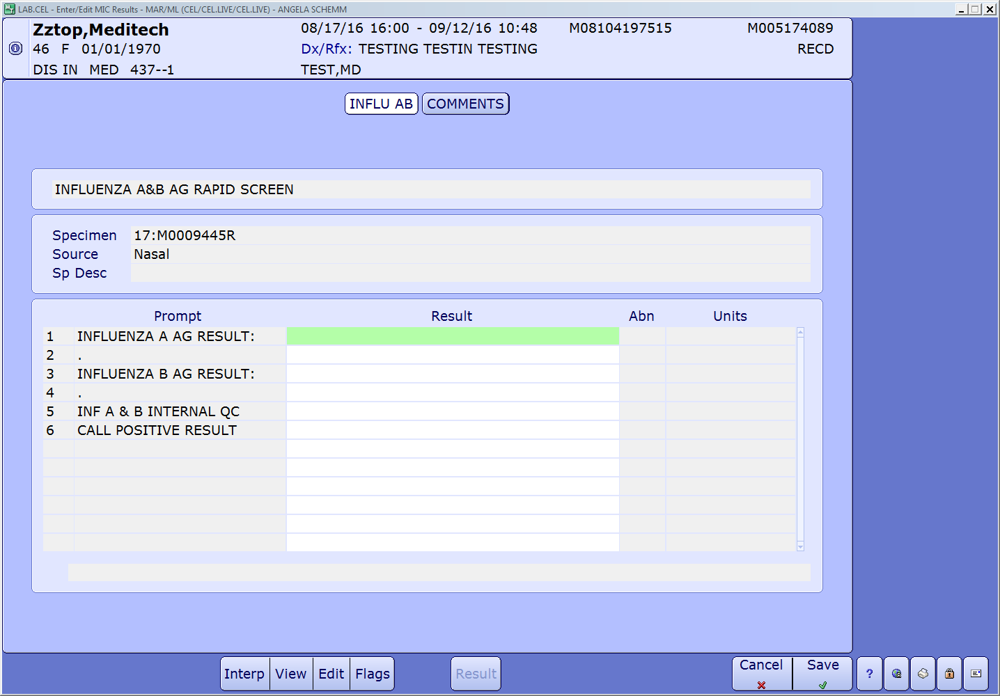 LAB.CEL - Enter/Edit MIC Results - MAR/ML (CEL/CEL.LIVE/CEL.LIVE) - ANGELA SCHEMM
Zztop,Meditech 08/17/16 16:00 - 09/12/16 10:48 M08104197515 M005174089
46 F 01/01/1970 Dx/Rfx: TESTING TESTIN TESTING RECD
DIS IN MED 437--1 TEST,MD
INFLU AB COMMENTS
INFLUENZA A&B AG RAPID SCREEN
Specimen 17:M0009445R
Source Nasal
Sp Desc
Prompt Result Abn Units
1 INFLUENZA A AG RESULT:
2 .
3 INFLUENZA B AG RESULT:
4 .
5 INF A & B INTERNAL QC
6 CALL POSITIVE RESULT
Interp View Edit Flags Result Cancel Save ?